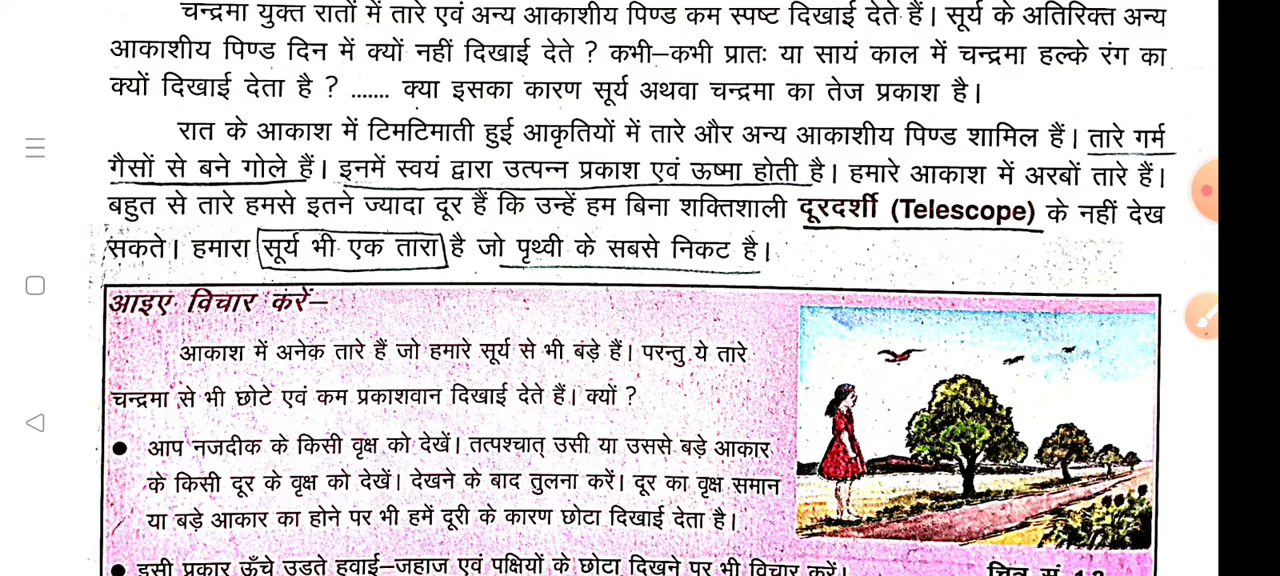 चन्द्रमा युक्त रातों में तारे एवं अन्य आकाशीय पिण्ड कम स्पष्ट दिखाई देते हैं। सूर्य के अतिरिक्त अन्य
आकाशीय पिण्ड दिन में क्यों नहीं दिखाई देते ? कभी–कभी प्रातः या सायं काल में चन्द्रमा हल्के रंग का
क्यों दिखाई देता है ? ....... क्या इसका कारण सूर्य अथवा चन्द्रमा का तेज प्रकाश है।
रात के आकाश में टिमटिमाती हुई आकृतियों में तारे और अन्य आकाशीय पिण्ड शामिल हैं। तारे गर्म
गैसों से बने गोले हैं। इनमें स्वयं द्वारा उत्पन्न प्रकाश एवं ऊष्मा होती है। हमारे आकाश में अरबों तारे हैं।
बहुत से तारे हमसे इतने ज्यादा दूर हैं कि उन्हें हम बिना शक्तिशाली दूरदर्शी (Telescope) के नहीं देख
सकते। हमारा सूर्य भी एक तारा है जो पृथ्वी के सबसे निकट है।
आइए विचार करें–
आकाश में अनेक तारे हैं जो हमारे सूर्य से भी बड़े हैं। परन्तु ये तारे
चन्द्रमा से भी छोटे एवं कम प्रकाशवान दिखाई देते हैं। क्यों ?
● आप नजदीक के किसी वृक्ष को देखें। तत्पश्चात् उसी या उससे बड़े आकार
के किसी दूर के वृक्ष को देखें। देखने के बाद तुलना करें। दूर का वृक्ष समान
या बड़े आकार का होने पर भी हमें दूरी के कारण छोटा दिखाई देता है।
● इसी प्रकार ऊँचे उड़ते हवाई–जहाज एवं पक्षियों के छोटा दिखने पर भी विचार करें।
चित्र सं